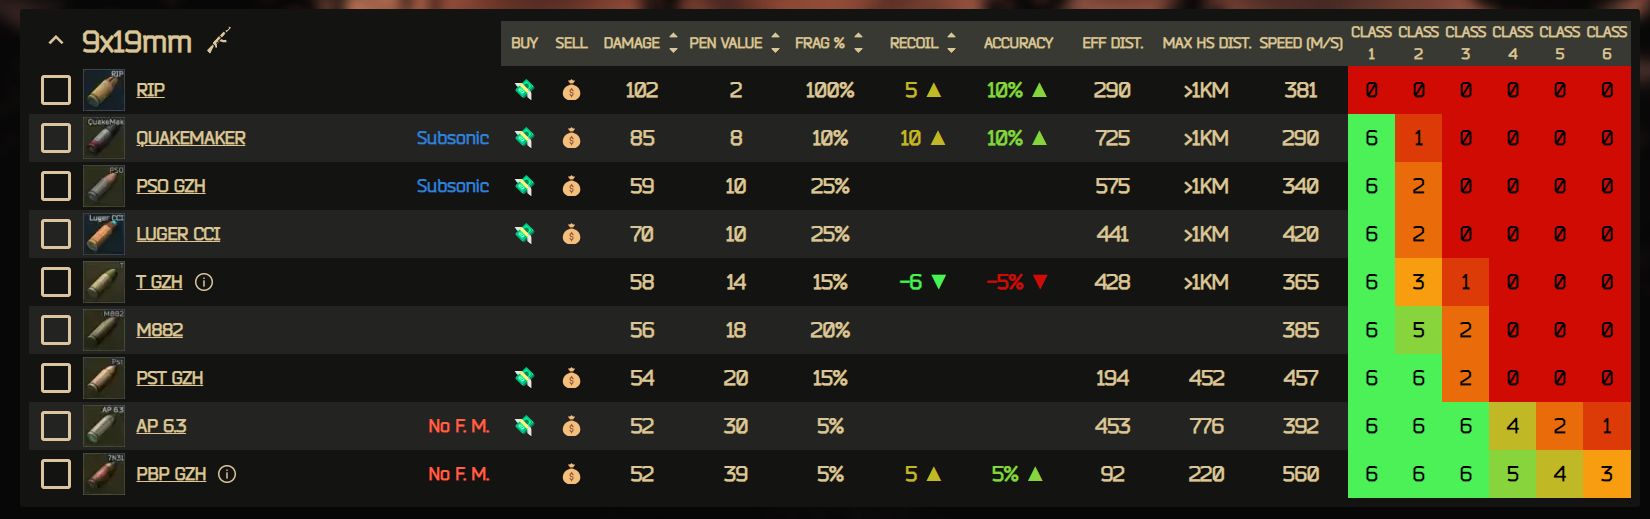 9x19mm BUY SELL DAMAGE PEN VALUE FRAG % RECOIL ACCURACY EFF DIST. MAX HS DIST. SPEED (M/S) CLASS 1 CLASS 2 CLASS 3 CLASS 4 CLASS 5 CLASS 6
RIP RIP 102 2 100% 5 ▲ 10% ▲ 290 >1KM 381 0 0 0 0 0 0
QuakeMak QUAKEMAKER Subsonic 85 8 10% 10 ▲ 10% ▲ 725 >1KM 290 6 1 0 0 0 0
PSO PSO GZH Subsonic 59 10 25% 575 >1KM 340 6 2 0 0 0 0
Luger CCI LUGER CCI 70 10 25% 441 >1KM 420 6 2 0 0 0 0
T T GZH 58 14 15% -6 ▼ -5% ▼ 428 >1KM 365 6 3 1 0 0 0
M882 M882 56 18 20% 385 6 5 2 0 0 0
Pst PST GZH 54 20 15% 194 452 457 6 6 2 0 0 0
AP 6.3 AP 6.3 No F. M. 52 30 5% 453 776 392 6 6 6 4 2 1
7N31 PBP GZH No F. M. 52 39 5% 5 ▲ 5% ▲ 92 220 560 6 6 6 5 4 3